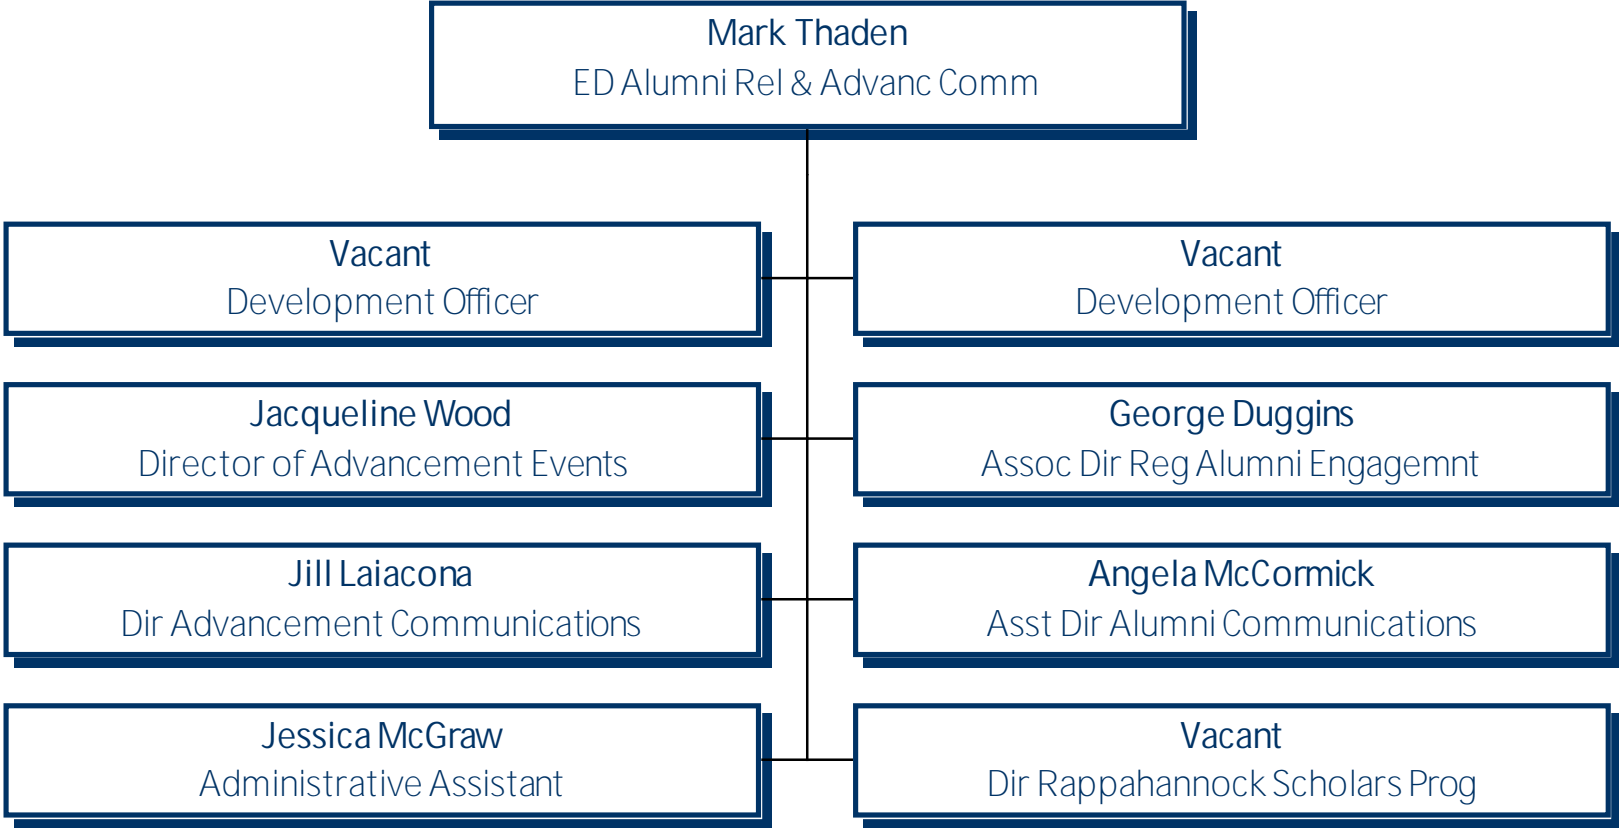 Mark Thaden
ED Alumni Rel & Advanc Comm
Vacant
Development Officer
Vacant
Development Officer
Jacqueline Wood
Director of Advancement Events
George Duggins
Assoc Dir Reg Alumni Engagemnt
Jill Laiacona
Dir Advancement Communications
Angela McCormick
Asst Dir Alumni Communications
Jessica McGraw
Administrative Assistant
Vacant
Dir Rappahannock Scholars Prog